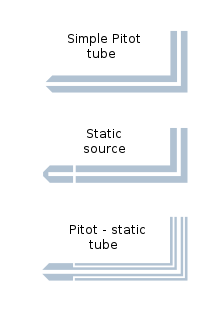 Simple Pitot
tube
Static
source
Pitot - static
tube